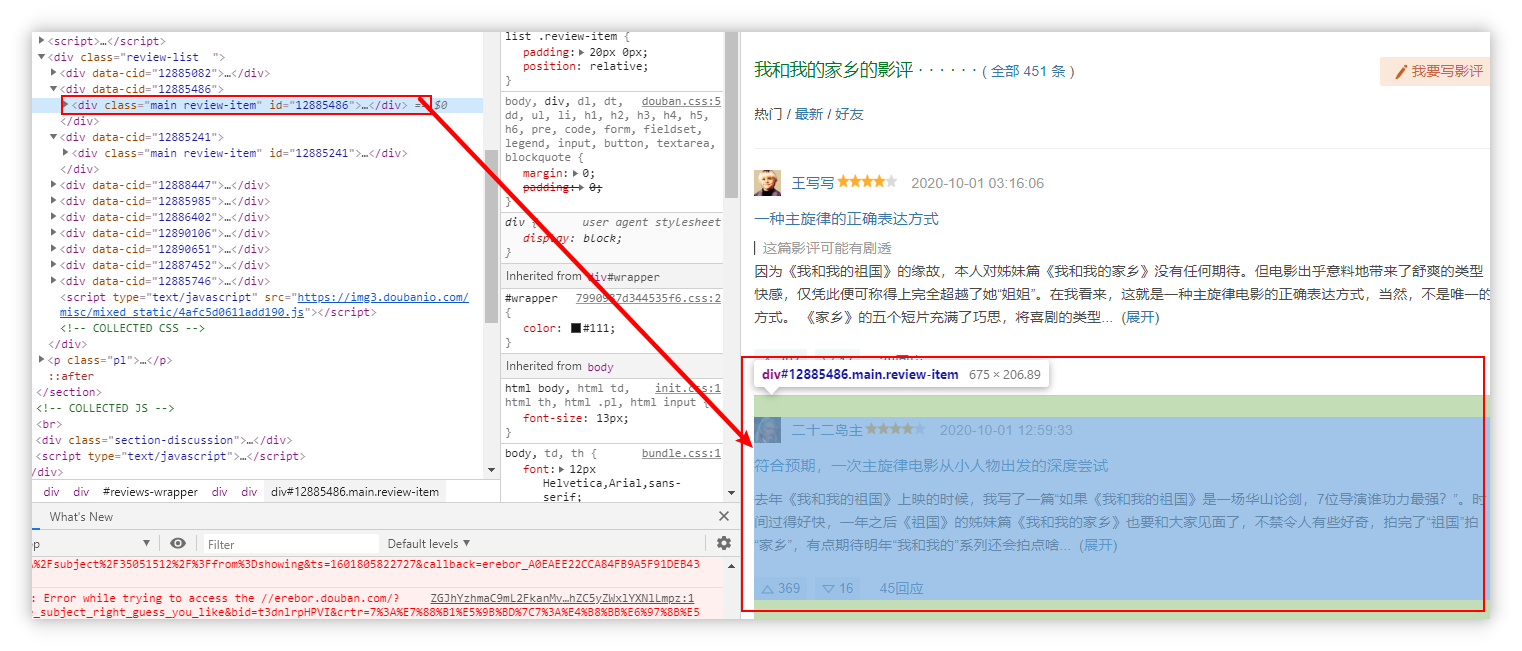 <script>…</script>
<div class="review-list  ">
<div data-cid="12885082">…</div>
<div data-cid="12885486">
<div class="main review-item" id="12885486">…</div> == $0
</div>
<div data-cid="12885241">
<div class="main review-item" id="12885241">…</div>
</div>
<div data-cid="12888447">…</div>
<div data-cid="12885985">…</div>
<div data-cid="12886402">…</div>
<div data-cid="12890106">…</div>
<div data-cid="12890651">…</div>
<div data-cid="12887452">…</div>
<div data-cid="12885746">…</div>
<script type="text/javascript" src="https://img3.doubanio.com/
misc/mixed_static/4afc5d0611add190.js"></script>
<!-- COLLECTED CSS -->
</div>
<p class="pl">…</p>
::after
</section>
<!-- COLLECTED JS -->
<br>
<div class="section-discussion">…</div>
<script type="text/javascript">…</script>
/div>
div div #reviews-wrapper div div div#12885486.main.review-item
What's New
op
Filter
Default levels ▼
A%2Fsubject%2F35051512%2F%3Ffrom%3Dshowing&ts=1601805822727&callback=erebor_A0EAEE22CCA84FB9A5F91DEB43
: Error while trying to access the //erebor.douban.com/? ZGJhYzhmaC9mL2FkanMv…hZC5yZWxlYXNlLmpz:1
e_subject_right_guess_you_like&bid=t3dnlrpHPVI&crtr=7%3A%E7%88%B1%E5%9B%BD%7C7%3A%E4%B8%BB%E6%97%8B%E5
list .review-item {
padding: 20px 0px;
position: relative;
}
body, div, dl, dt, douban.css:5
dd, ul, li, h1, h2, h3, h4, h5,
h6, pre, code, form, fieldset,
legend, input, button, textarea,
blockquote {
margin: 0;
padding: 0;
}
div { user agent stylesheet
display: block;
}
Inherited from div#wrapper
#wrapper 7990937d344535f6.css:2
{
color: #111;
}
Inherited from body
html body, html td, init.css:1
html th, html .pl, html input {
font-size: 13px;
}
body, td, th { bundle.css:1
font: 12px
Helvetica,Arial,sans-
serif;
我和我的家乡的影评 · · · · · · ( 全部 451 条 )
我要写影评
热门 / 最新 / 好友
王写写 2020-10-01 03:16:06
一种主旋律的正确表达方式
这篇影评可能有剧透
因为《我和我的祖国》的缘故，本人对姊妹篇《我和我的家乡》没有任何期待。但电影出乎意料地带来了舒爽的类型
快感，仅凭此便可称得上完全超越了她“姐姐”。在我看来，这就是一种主旋律电影的正确表达方式，当然，不是唯一的
方式。 《家乡》的五个短片充满了巧思，将喜剧的类型... (展开)
div#12885486.main.review-item 675 × 206.89
二十二岛主 2020-10-01 12:59:33
符合预期，一次主旋律电影从小人物出发的深度尝试
去年《我和我的祖国》上映的时候，我写了一篇“如果《我和我的祖国》是一场华山论剑，7位导演谁功力最强？”。时
间过得好快，一年之后《祖国》的姊妹篇《我和我的家乡》也要和大家见面了，不禁令人有些好奇，拍完了“祖国”拍
“家乡”，有点期待明年“我和我的”系列还会拍点啥... (展开)
369 16 45回应